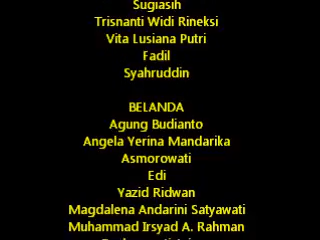 Sugiasih
Trisnanti Widi Rineksi
Vita Lusiana Putri
Fadil
Syahruddin
BELANDA
Agung Budianto
Angela Yerina Mandarika
Asmorowati
Edi
Yazid Ridwan
Magdalena Andarini Satyawati
Muhammad Irsyad A. Rahman